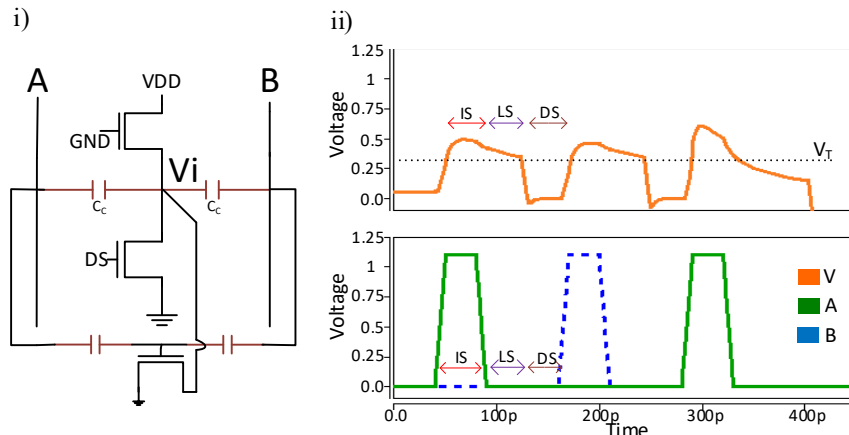 i)
A
B
VDD
GND
Vi
Cc
Cc
DS
ii)
1.25
1
0.75
0.5
0.25
0.0
Voltage
IS
LS
DS
VT
1.25
1
0.75
0.5
0.25
0.0
Voltage
IS
LS
DS
V
A
B
0.0
100p
200p
300p
400p
Time